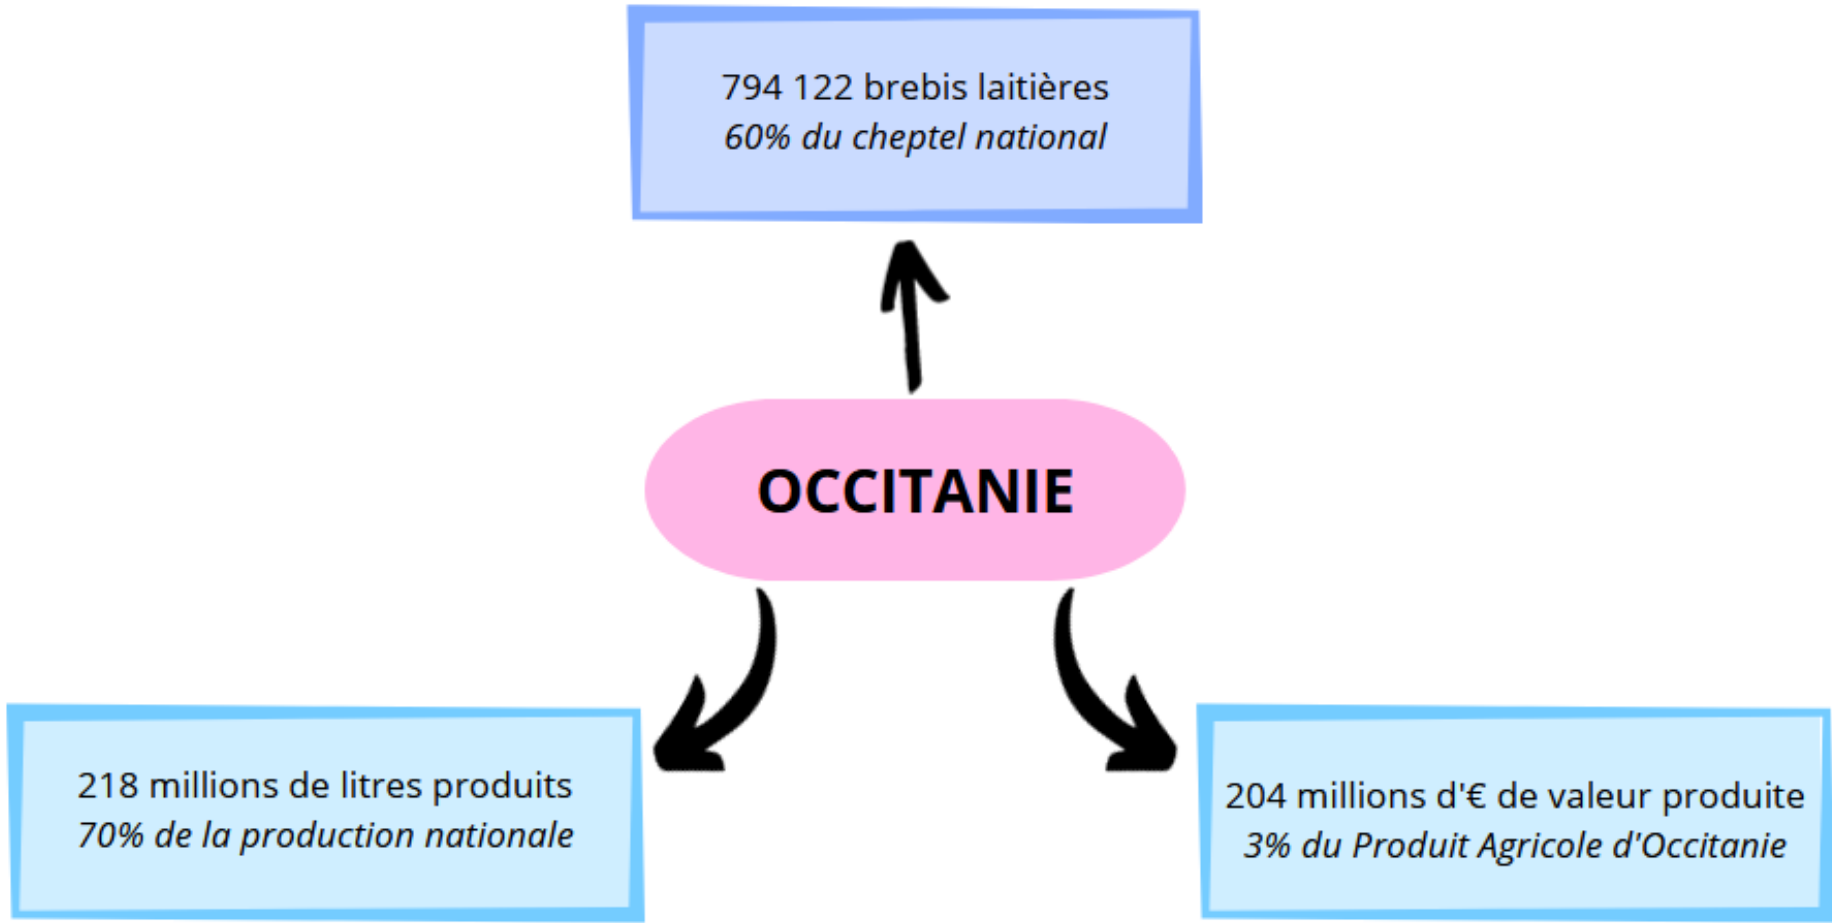 794 122 brebis laitières
60% du cheptel national
OCCITANIE
218 millions de litres produits
70% de la production nationale
204 millions d'€ de valeur produite
3% du Produit Agricole d'Occitanie